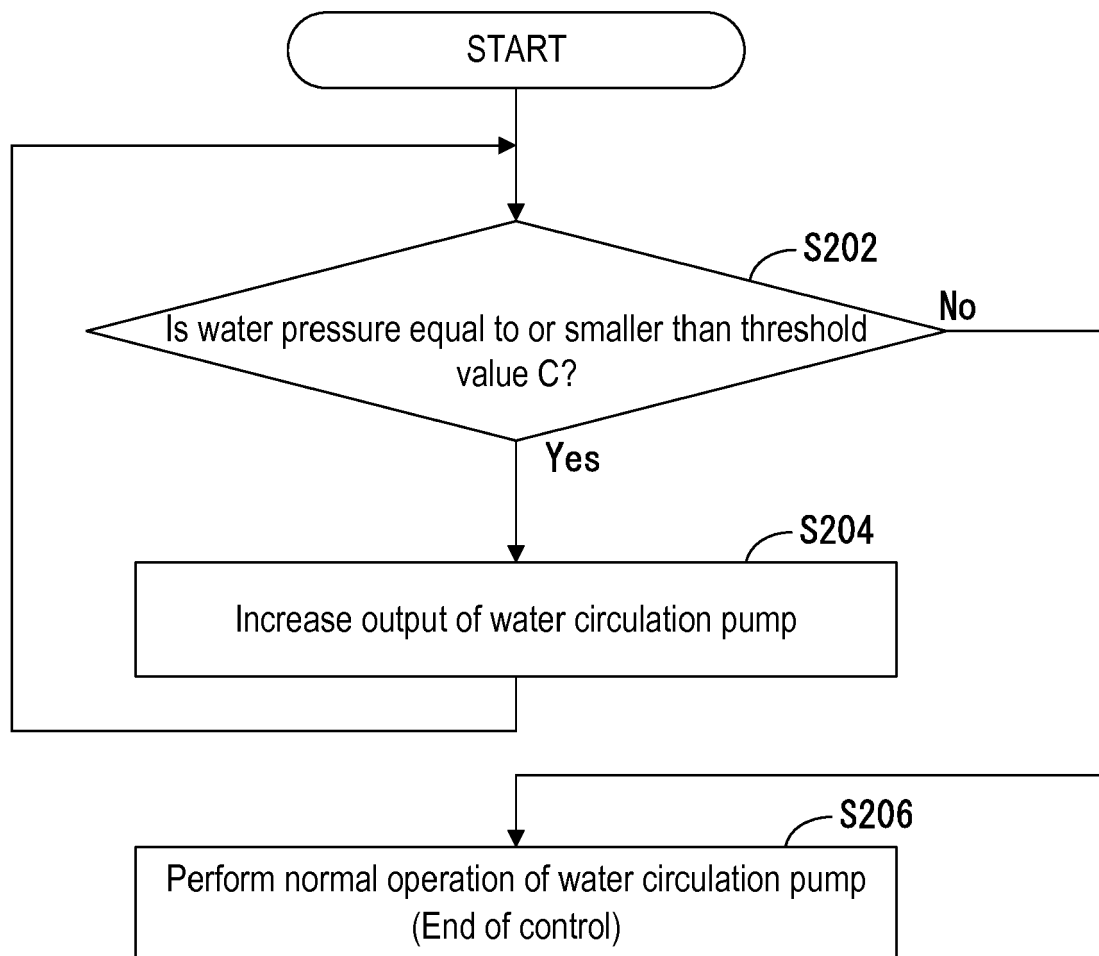 START
S202
No
Is water pressure equal to or smaller than threshold
value C?
Yes
S204
Increase output of water circulation pump
S206
Perform normal operation of water circulation pump
(End of control)